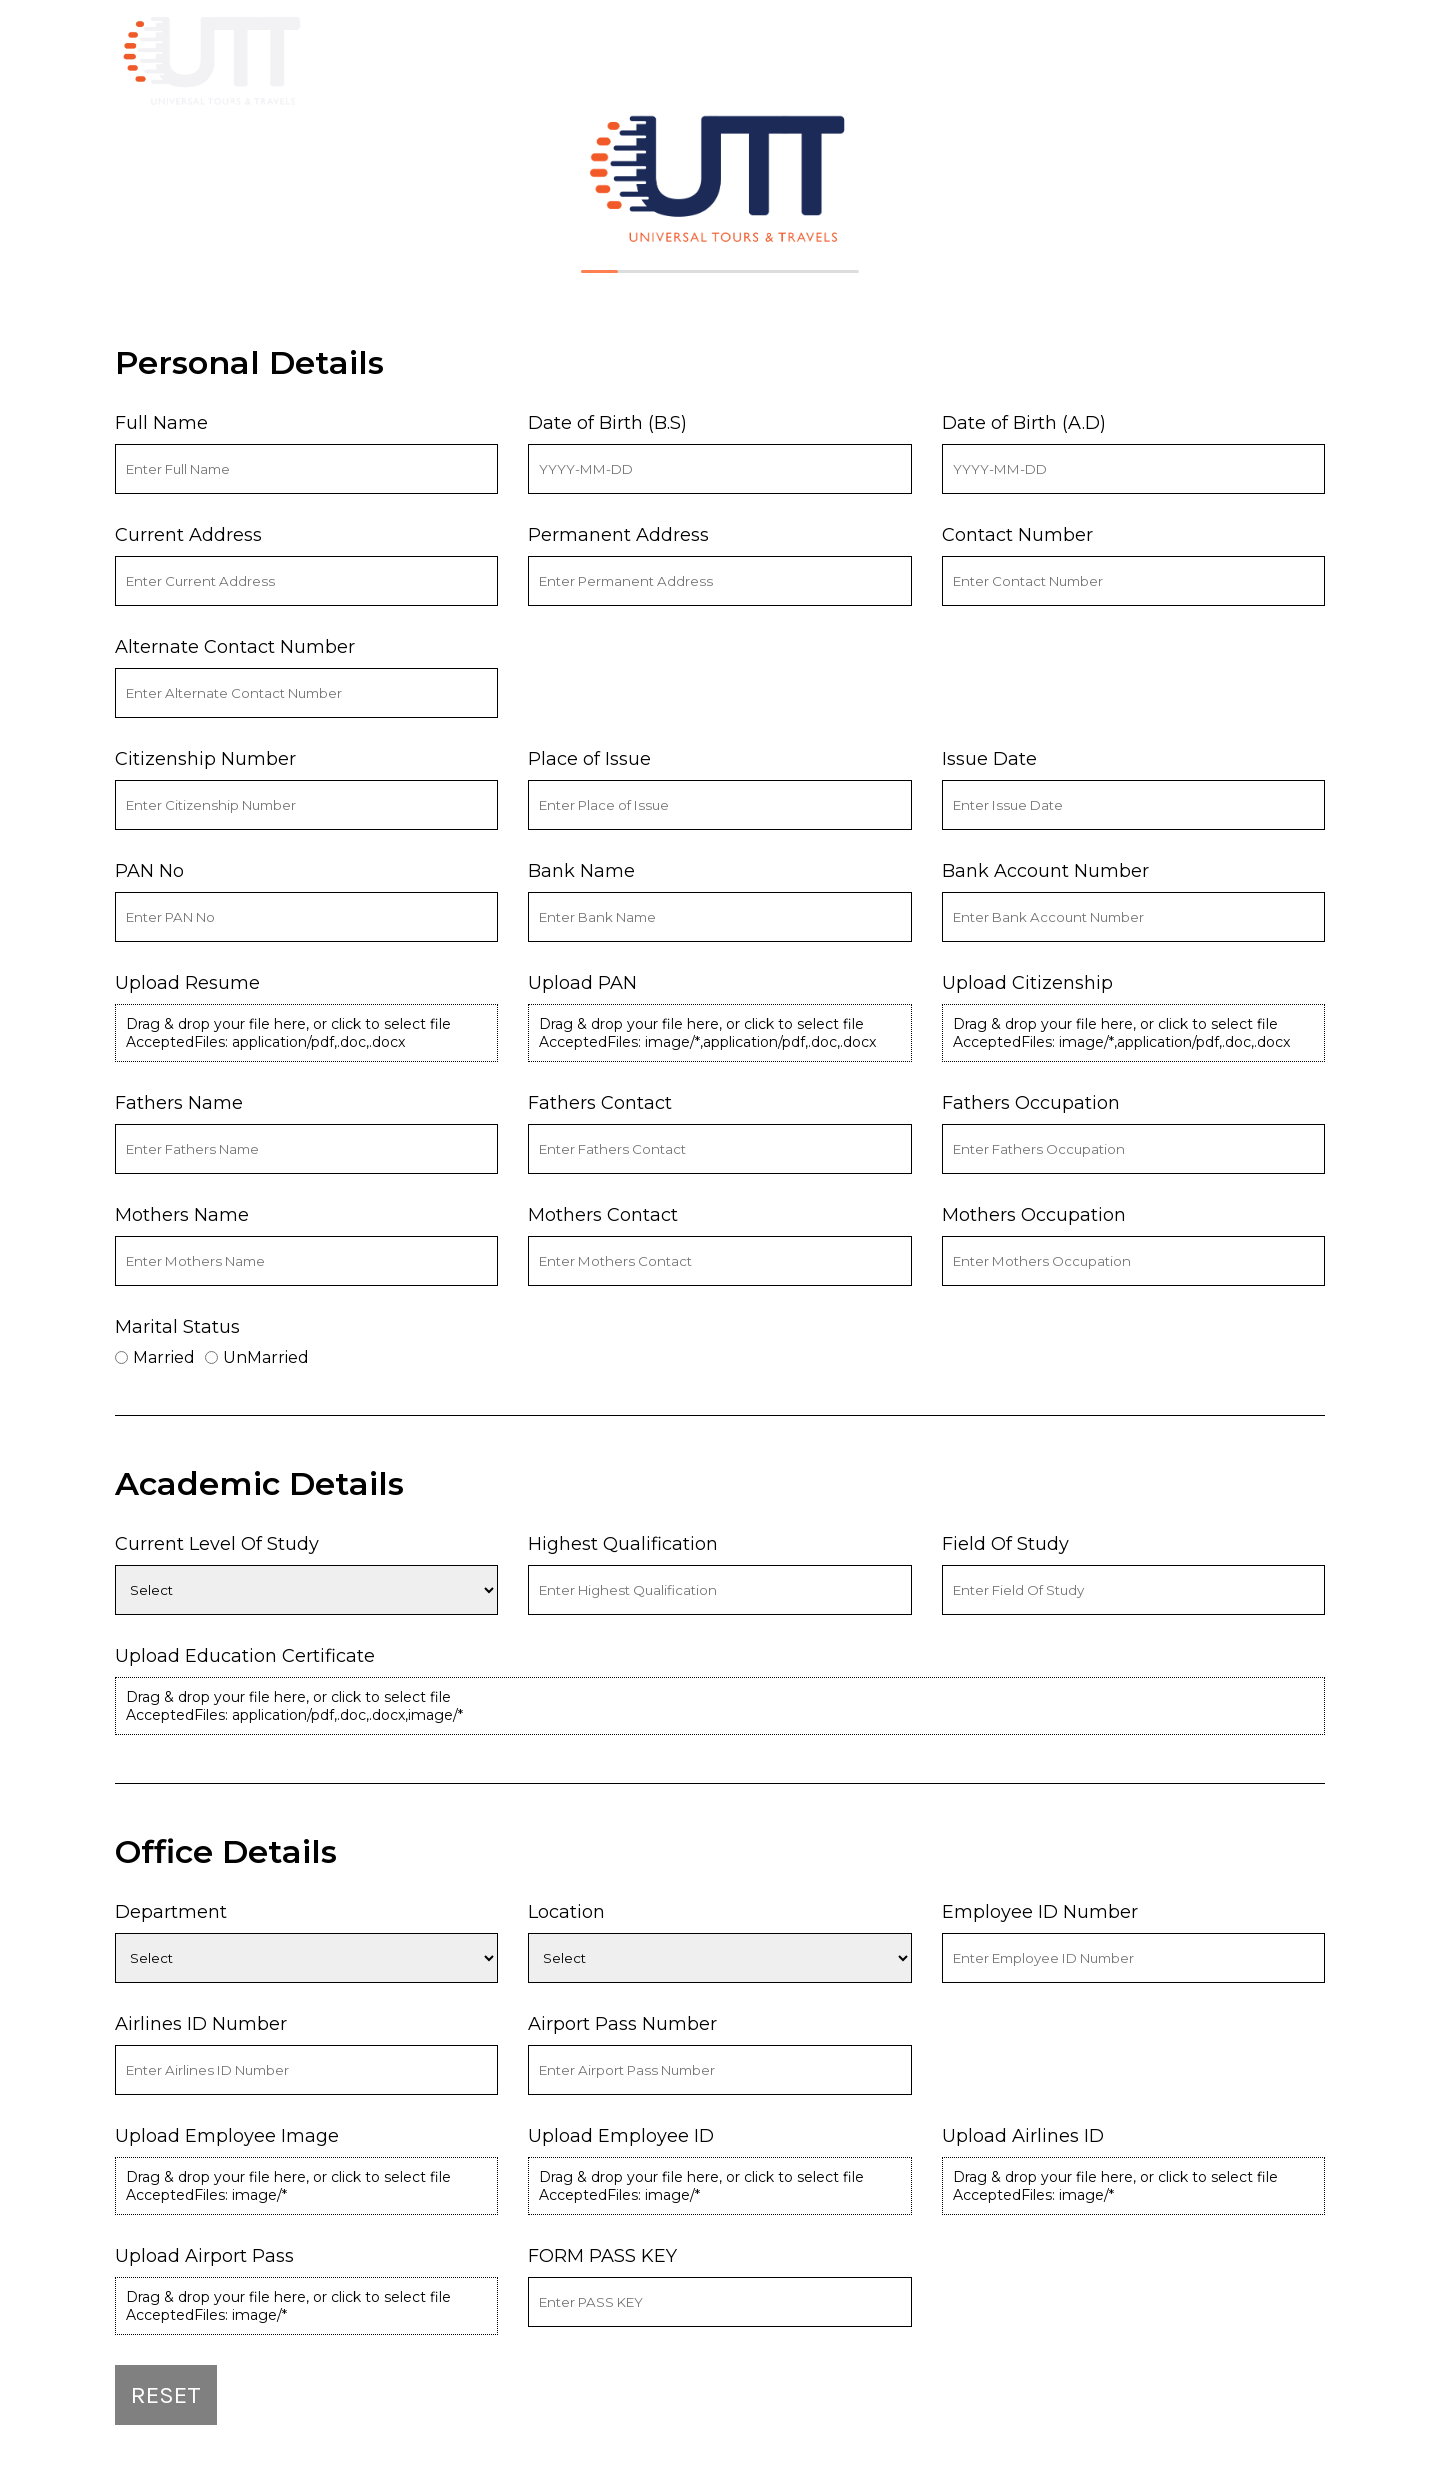 UTT
UNIVERSAL TOURS & TRAVELS
UTT
UNIVERSAL TOURS & TRAVELS
Personal Details
Full Name Date of Birth (B.S) Date of Birth (A.D)
Enter Full Name YYYY-MM-DD YYYY-MM-DD
Current Address Permanent Address Contact Number
Enter Current Address Enter Permanent Address Enter Contact Number
Alternate Contact Number
Enter Alternate Contact Number
Citizenship Number Place of Issue Issue Date
Enter Citizenship Number Enter Place of Issue Enter Issue Date
PAN No Bank Name Bank Account Number
Enter PAN No Enter Bank Name Enter Bank Account Number
Upload Resume Upload PAN Upload Citizenship
Drag & drop your file here, or click to select file Drag & drop your file here, or click to select file Drag & drop your file here, or click to select file
AcceptedFiles: application/pdf,.doc,.docx AcceptedFiles: image/*,application/pdf,.doc,.docx AcceptedFiles: image/*,application/pdf,.doc,.docx
Fathers Name Fathers Contact Fathers Occupation
Enter Fathers Name Enter Fathers Contact Enter Fathers Occupation
Mothers Name Mothers Contact Mothers Occupation
Enter Mothers Name Enter Mothers Contact Enter Mothers Occupation
Marital Status
Married UnMarried
Academic Details
Current Level Of Study Highest Qualification Field Of Study
Select Enter Highest Qualification Enter Field Of Study
Upload Education Certificate
Drag & drop your file here, or click to select file
AcceptedFiles: application/pdf,.doc,.docx,image/*
Office Details
Department Location Employee ID Number
Select Select Enter Employee ID Number
Airlines ID Number Airport Pass Number
Enter Airlines ID Number Enter Airport Pass Number
Upload Employee Image Upload Employee ID Upload Airlines ID
Drag & drop your file here, or click to select file Drag & drop your file here, or click to select file Drag & drop your file here, or click to select file
AcceptedFiles: image/* AcceptedFiles: image/* AcceptedFiles: image/*
Upload Airport Pass FORM PASS KEY
Drag & drop your file here, or click to select file Enter PASS KEY
AcceptedFiles: image/*
RESET